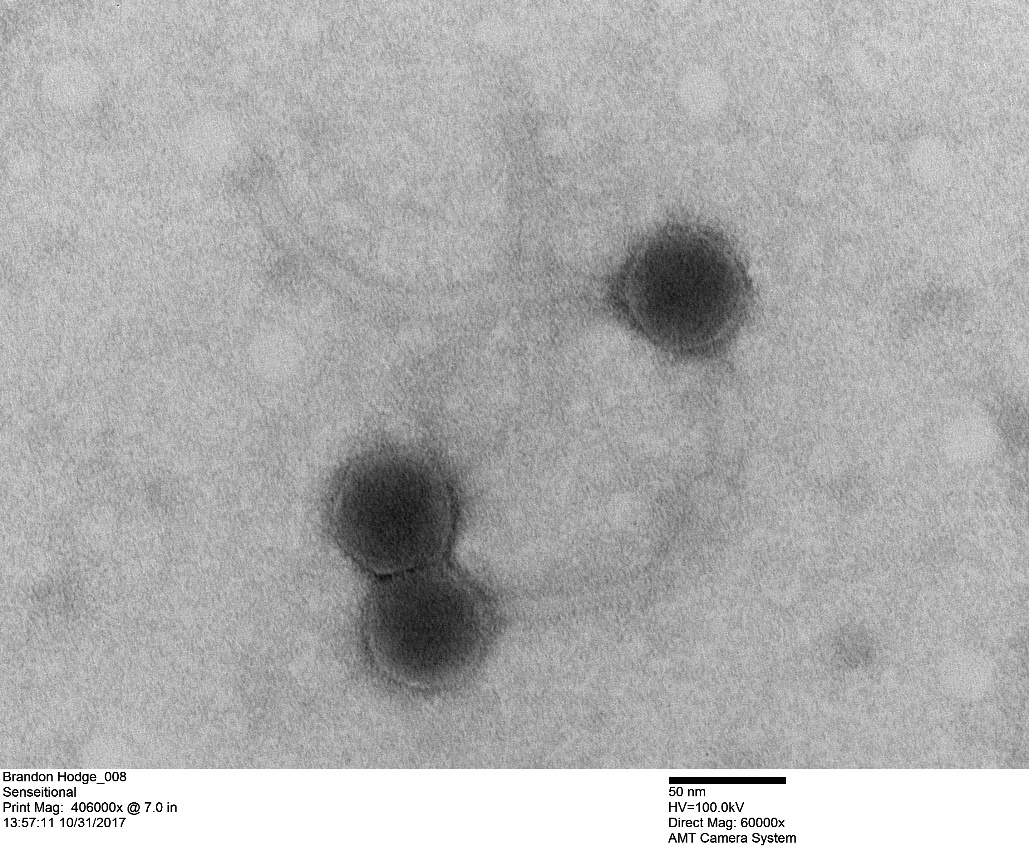 Brandon Hodge_008
Senseitional
Print Mag:  406000x @ 7.0 in
13:57:11 10/31/2017
50 nm
HV=100.0kV
Direct Mag: 60000x
AMT Camera System